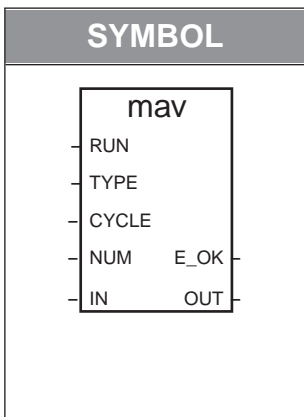 SYMBOL
mav
RUN
TYPE
CYCLE
NUM E_OK
IN OUT